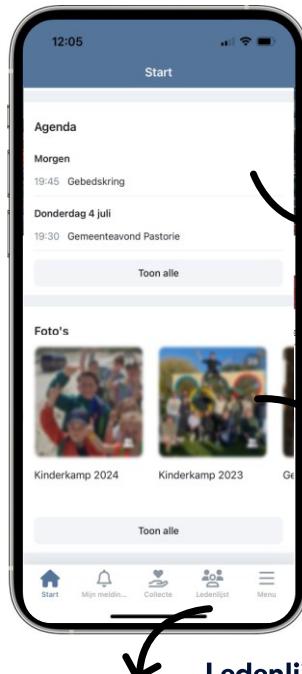 12:05
Start
Agenda
Morgen
19:45 Gebedskring
Donderdag 4 juli
19:30 Gemeenteavond Pastorie
Toon alle
Foto's
Kinderkamp 2024 Kinderkamp 2023 Ge
Toon alle
Start Mijn meldin... Collecte Ledenlijst Menu
Ledenli